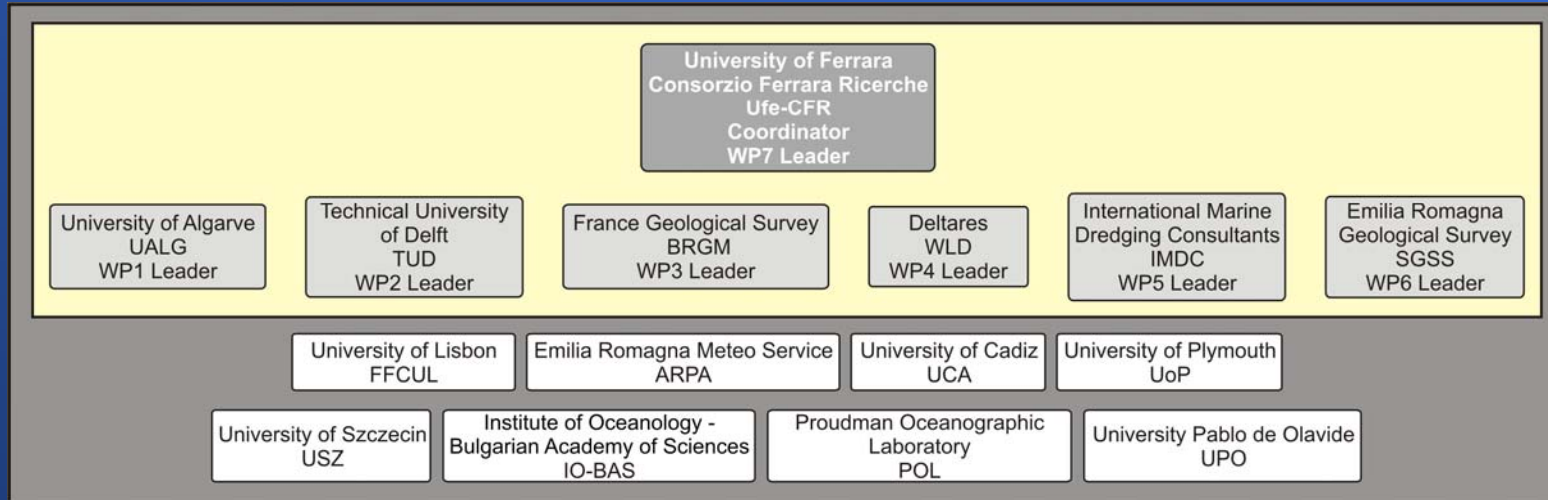 University of Ferrara
Consorzio Ferrara Ricerche
Ufe-CFR
Coordinator
WP7 Leader
University of Algarve
UALG
WP1 Leader
Technical University
of Delft
TUD
WP2 Leader
France Geological Survey
BRGM
WP3 Leader
Deltares
WLD
WP4 Leader
International Marine
Dredging Consultants
IMDC
WP5 Leader
Emilia Romagna
Geological Survey
SGSS
WP6 Leader
University of Lisbon
FFCUL
Emilia Romagna Meteo Service
ARPA
University of Cadiz
UCA
University of Plymouth
UoP
University of Szczecin
USZ
Institute of Oceanology -
Bulgarian Academy of Sciences
IO-BAS
Proudman Oceanographic
Laboratory
POL
University Pablo de Olavide
UPO